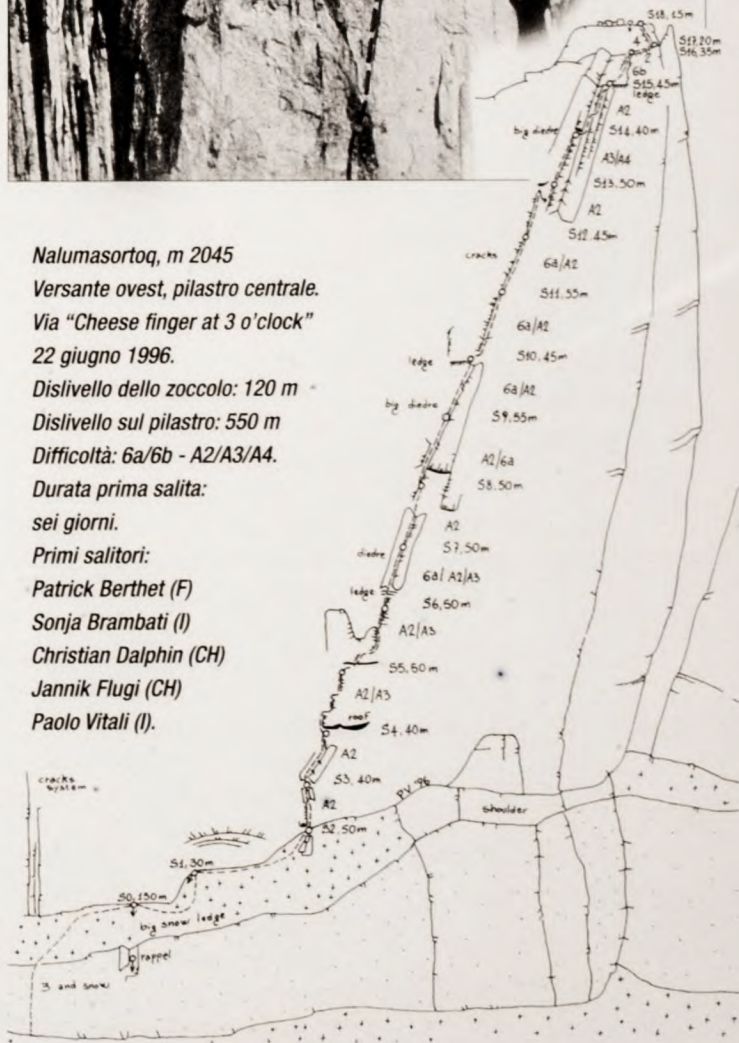 Nalumasortoq, m 2045
Versante ovest, pilastro centrale.
Via "Cheese finger at 3 o'clock"
22 giugno 1996.
Dislivello dello zoccolo: 120 m
Dislivello sul pilastro: 550 m
Difficoltà: 6a/6b - A2/A3/A4.
Durata prima salita:
sei giorni.
Primi salitori:
Patrick Berthet (F)
Sonja Brambati (I)
Christian Dalphin (CH)
Jannik Flugi (CH)
Paolo Vitali (I).
S18, 15m
4
S17, 20m
2
S16, 35m
6b
S15, 45m
ledge
A2
big diedre
S14, 40m
A3/A4
S13, 50m
A2
S12, 45m
cracks
6a/A2
S11, 55m
6a/A2
ledge
S10, 45m
6a/A2
big diedre
S9, 55m
A2/6a
S8, 50m
A2
S7, 50m
diedre
6a/A2/A3
ledge
S6, 50m
A2/A3
S5, 50m
A2/A3
roof
S4, 40m
A2
S3, 40m
A2
PV '96
cracks
system
shoulder
S2, 50m
S1, 30m
S0, 150m
big snow ledge
rappel
3 and snow